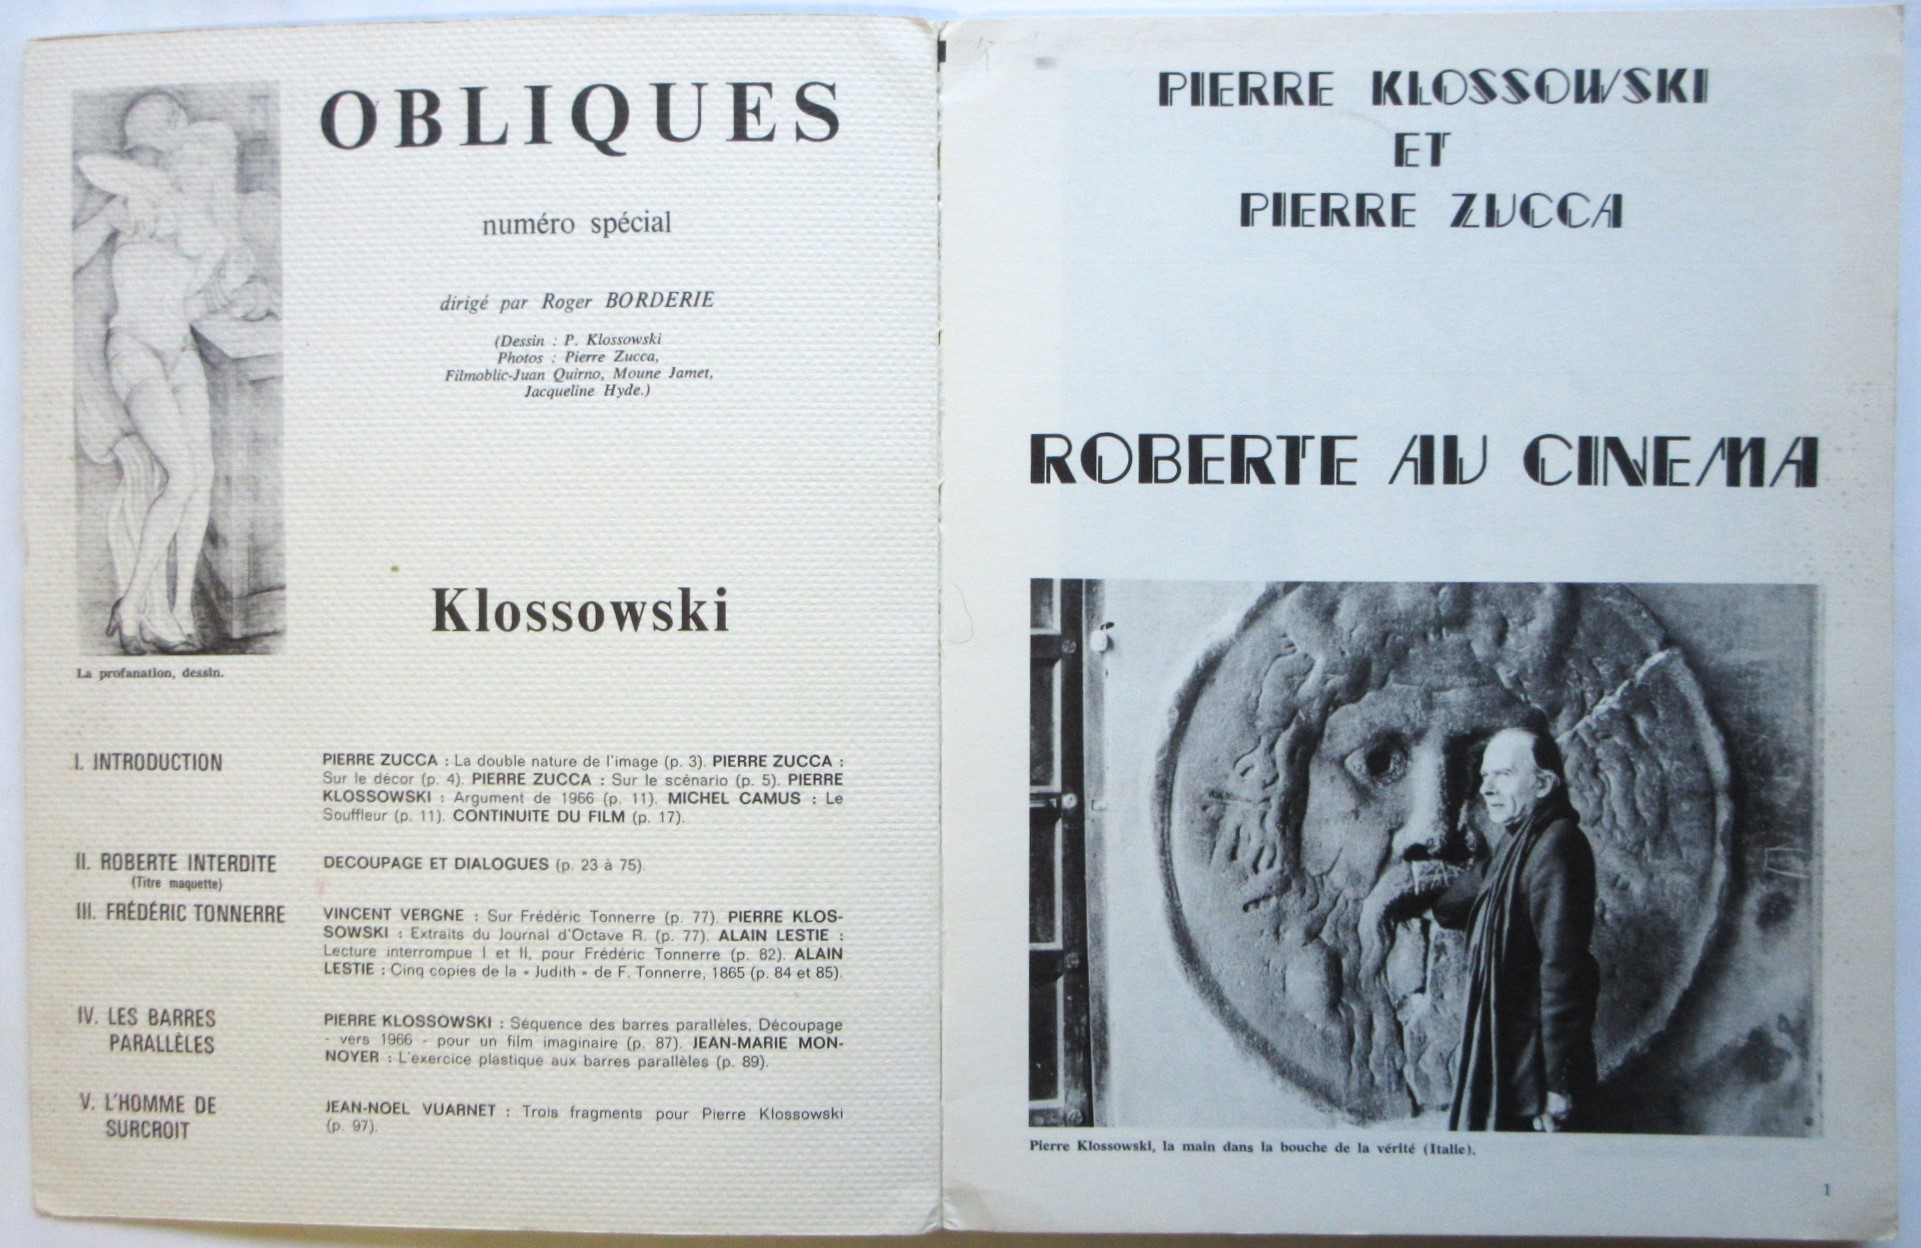 OBLIQUES
numéro spécial
dirigé par Roger BORDERIE
(Dessin : P. Klossowski
Photos : Pierre Zucca,
Filmoblic-Juan Quirno, Moune Jamet,
Jacqueline Hyde.)
Klossowski
La profanation, dessin.
I. INTRODUCTION
PIERRE ZUCCA : La double nature de l'image (p. 3). PIERRE ZUCCA :
Sur le décor (p. 4). PIERRE ZUCCA : Sur le scénario (p. 5). PIERRE
KLOSSOWSKI : Argument de 1966 (p. 11). MICHEL CAMUS : Le
Souffleur (p. 11). CONTINUITE DU FILM (p. 17).
II. ROBERTE INTERDITE
(Titre maquette)
DECOUPAGE ET DIALOGUES (p. 23 à 75).
III. FRÉDÉRIC TONNERRE
VINCENT VERGNE : Sur Frédéric Tonnerre (p. 77). PIERRE KLOS-
SOWSKI : Extraits du Journal d'Octave R. (p. 77). ALAIN LESTIE :
Lecture interrompue I et II, pour Frédéric Tonnerre (p. 82). ALAIN
LESTIE : Cinq copies de la « Judith » de F. Tonnerre, 1865 (p. 84 et 85).
IV. LES BARRES
PARALLÈLES
PIERRE KLOSSOWSKI : Séquence des barres parallèles, Découpage
- vers 1966 - pour un film imaginaire (p. 87). JEAN-MARIE MON-
NOYER : L'exercice plastique aux barres parallèles (p. 89).
V. L'HOMME DE
SURCROIT
JEAN-NOEL VUARNET : Trois fragments pour Pierre Klossowski
(p. 97).
PIERRE KLOSSOWSKI
ET
PIERRE ZUCCA
ROBERTE AU CINEMA
Pierre Klossowski, la main dans la bouche de la vérité (Italie).
1